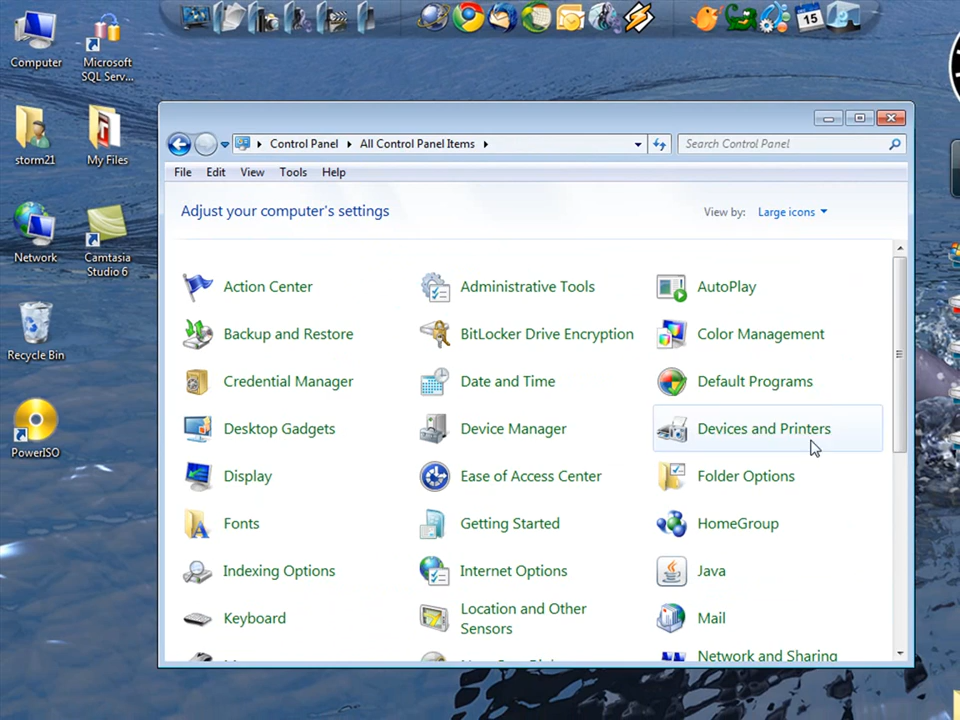 Computer
Microsoft
SQL Serv...
storm21
My Files
Network
Camtasia
Studio 6
Recycle Bin
PowerISO
15
Control Panel
All Control Panel Items
Search Control Panel
File Edit View Tools Help
Adjust your computer's settings
View by: Large icons
Action Center
Administrative Tools
AutoPlay
Backup and Restore
BitLocker Drive Encryption
Color Management
Credential Manager
Date and Time
Default Programs
Desktop Gadgets
Device Manager
Devices and Printers
Display
Ease of Access Center
Folder Options
Fonts
Getting Started
HomeGroup
Indexing Options
Internet Options
Java
Keyboard
Location and Other
Sensors
Mail
Network and Sharing